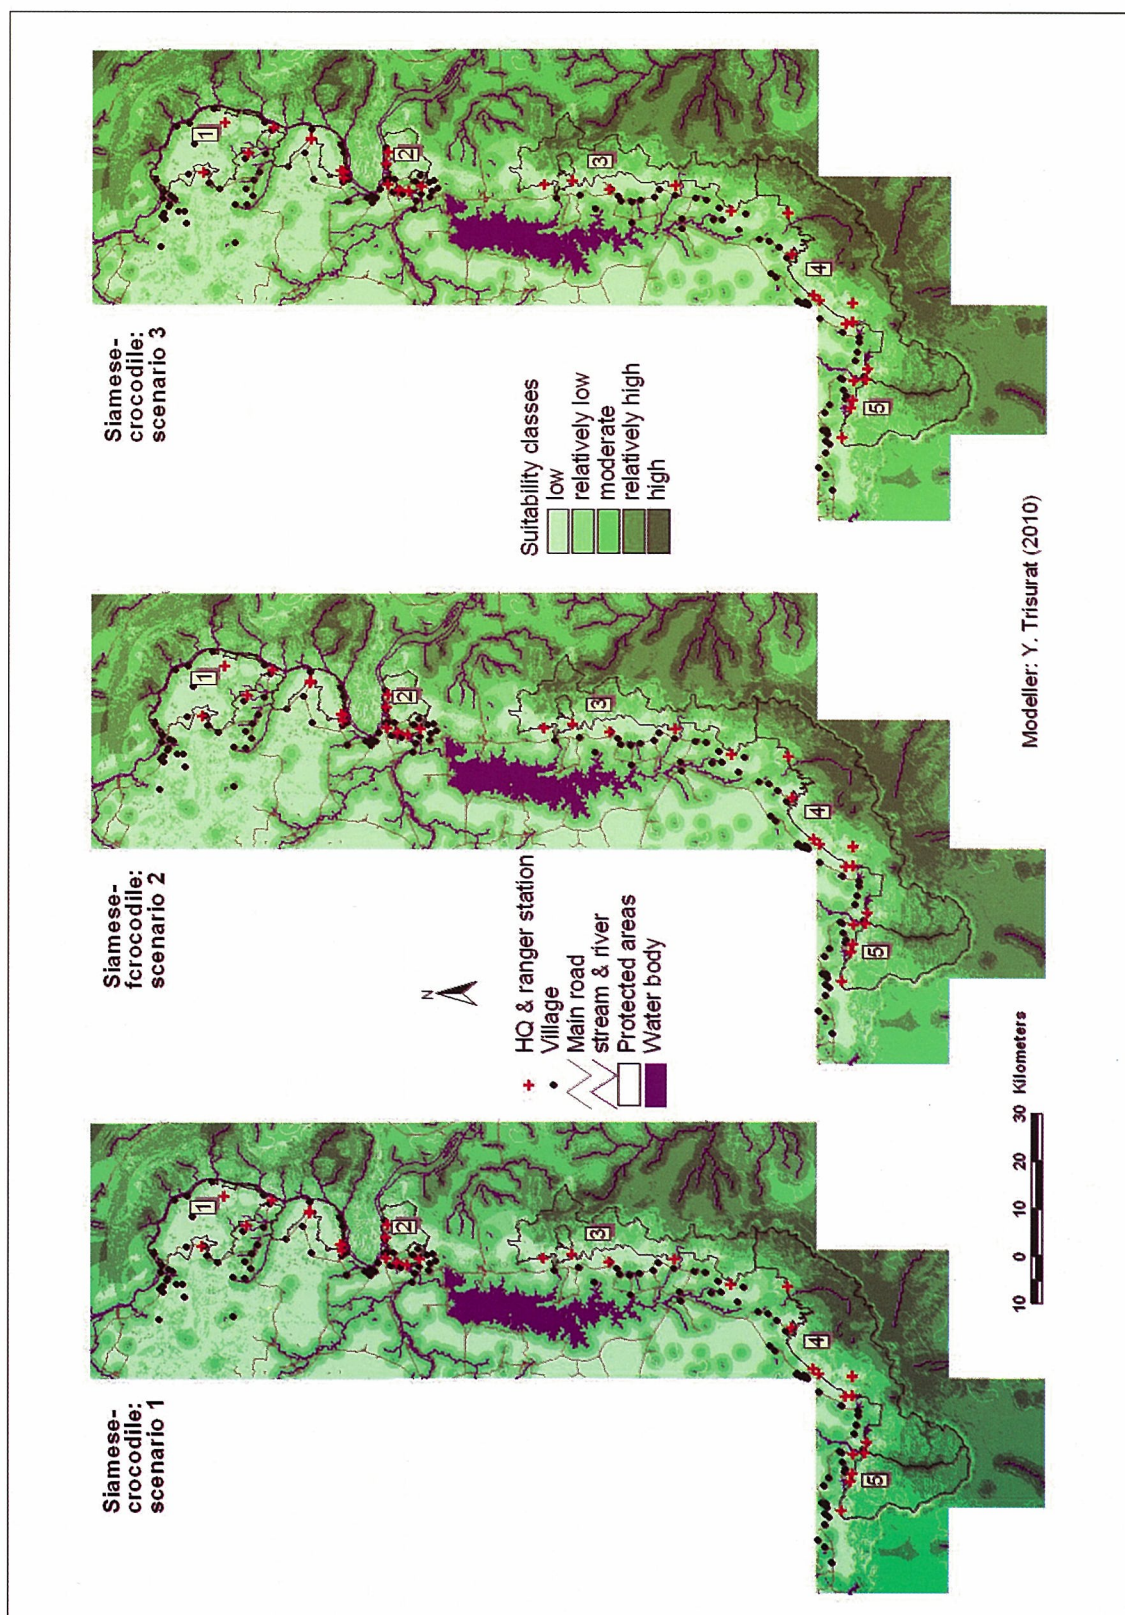 Siamese-
crocodile:
scenario 1
1
2
3
4
5
Siamese-
fcrocodile:
scenario 2
1
2
3
4
5
Siamese-
crocodile:
scenario 3
1
2
3
4
5
N
HQ & ranger station
Village
Main road
stream & river
Protected areas
Water body
Suitability classes
low
relatively low
moderate
relatively high
high
10 0 10 20 30 Kilometers
Modeller: Y. Trisurat (2010)